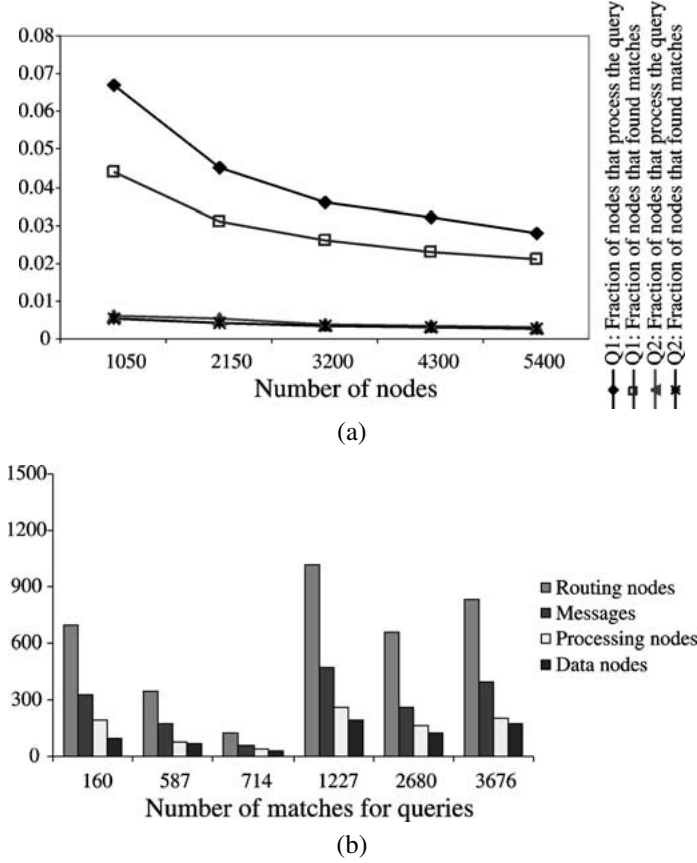 0.08
0.07
0.06
0.05
0.04
0.03
0.02
0.01
0
1050 2150 3200 4300 5400
Number of nodes
Q1: Fraction of nodes that process the query
Q1: Fraction of nodes that found matches
Q2: Fraction of nodes that process the query
Q2: Fraction of nodes that found matches
(a)
1500
1200
900
600
300
0
160 587 714 1227 2680 3676
Number of matches for queries
Routing nodes
Messages
Processing nodes
Data nodes
(b)